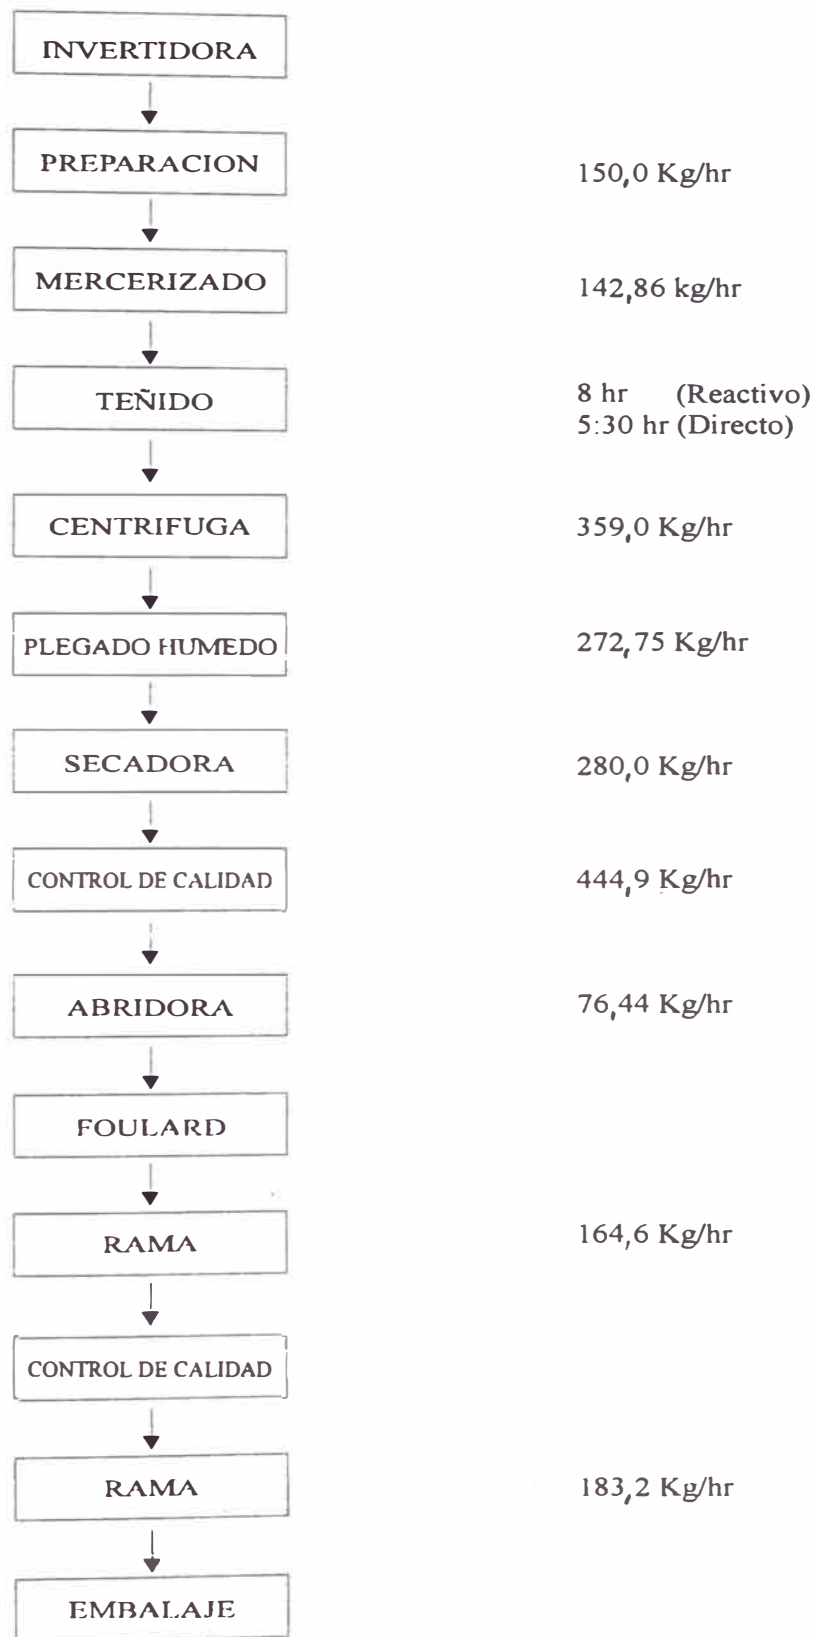 INVERTIDORA
PREPARACION
150,0 Kg/hr
MERCERIZADO
142,86 kg/hr
TEÑIDO
8 hr (Reactivo)
5:30 hr (Directo)
CENTRIFUGA
359,0 Kg/hr
PLEGADO HUMEDO
272,75 Kg/hr
SECADORA
280,0 Kg/hr
CONTROL DE CALIDAD
444,9 Kg/hr
ABRIDORA
76,44 Kg/hr
FOULARD
RAMA
164,6 Kg/hr
CONTROL DE CALIDAD
RAMA
183,2 Kg/hr
EMBALAJE